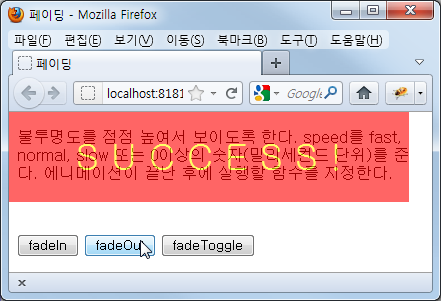 페이딩 - Mozilla Firefox
파일(F) 편집(E) 보기(V) 이동(S) 북마크(B) 도구(T) 도움말(H)
페이딩
localhost:8181 Google
불투명도를 점점 높여서 보이도록 한다. speed를 fast,
normal, slow 또는 0이상의 숫자(밀리세컨드 단위)를 준
다. 에니메이션이 끝난 후에 실행할 함수를 지정한다.
SUCCESS!
fadeIn fadeOut fadeToggle
x